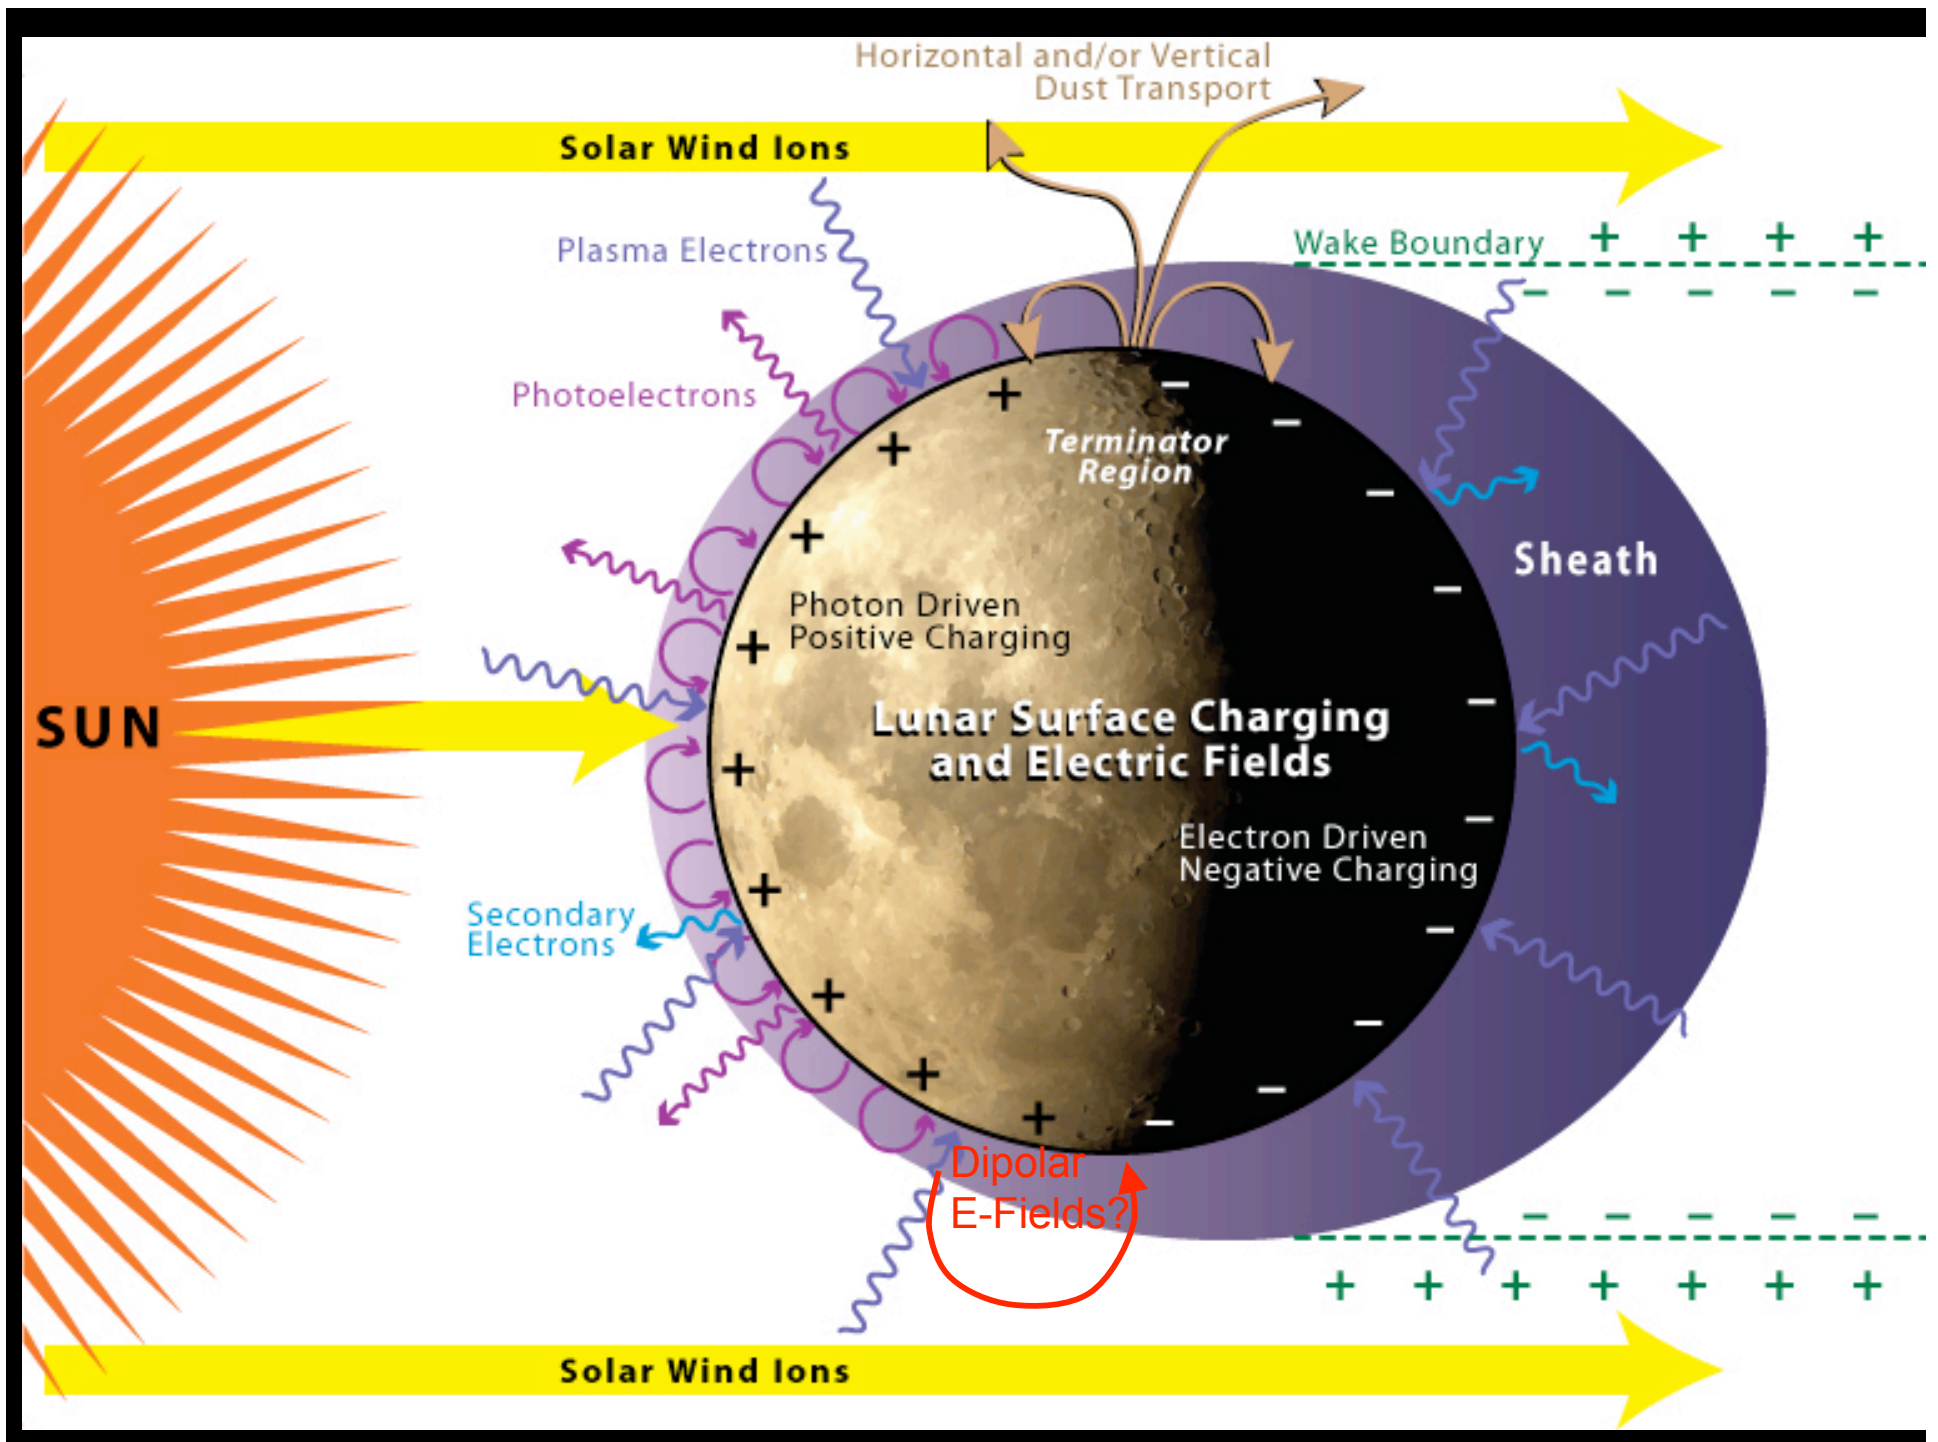 Horizontal and/or Vertical
Dust Transport
Solar Wind Ions
Plasma Electrons
Wake Boundary + + + +
− − − − −
Photoelectrons
+ −
+ −
Terminator
Region
−
+
Sheath
−
Photon Driven
Positive Charging
+
SUN
Lunar Surface Charging
and Electric Fields
−
+
−
Electron Driven
Negative Charging
+
Secondary
Electrons
−
+
−
+
−
+ −
Dipolar
E-Fields?
− − − − −
+ + + + + + +
Solar Wind Ions